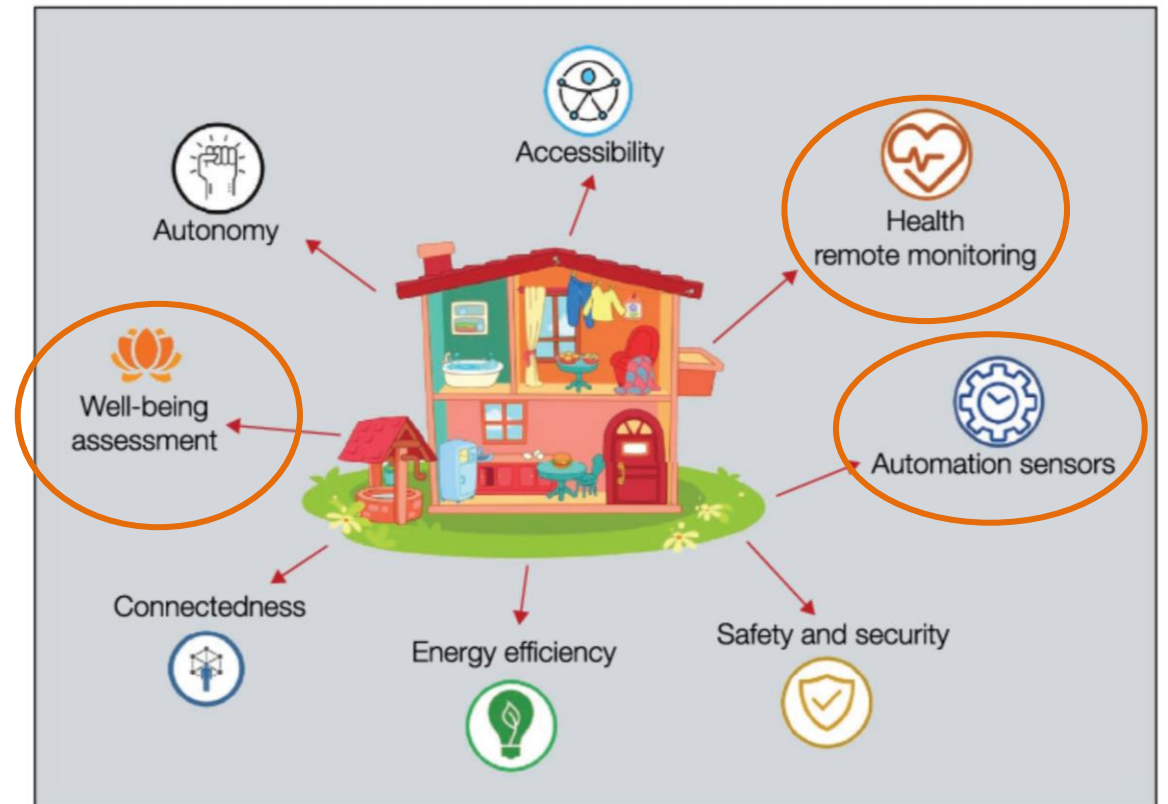 Accessibility
Autonomy
Health
remote monitoring
Well-being
assessment
Automation sensors
Connectedness
Energy efficiency
Safety and security